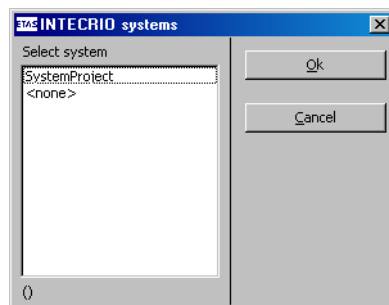 ETAS INTECRIO systems
Select system
SystemProject
<none>
()
Ok
Cancel